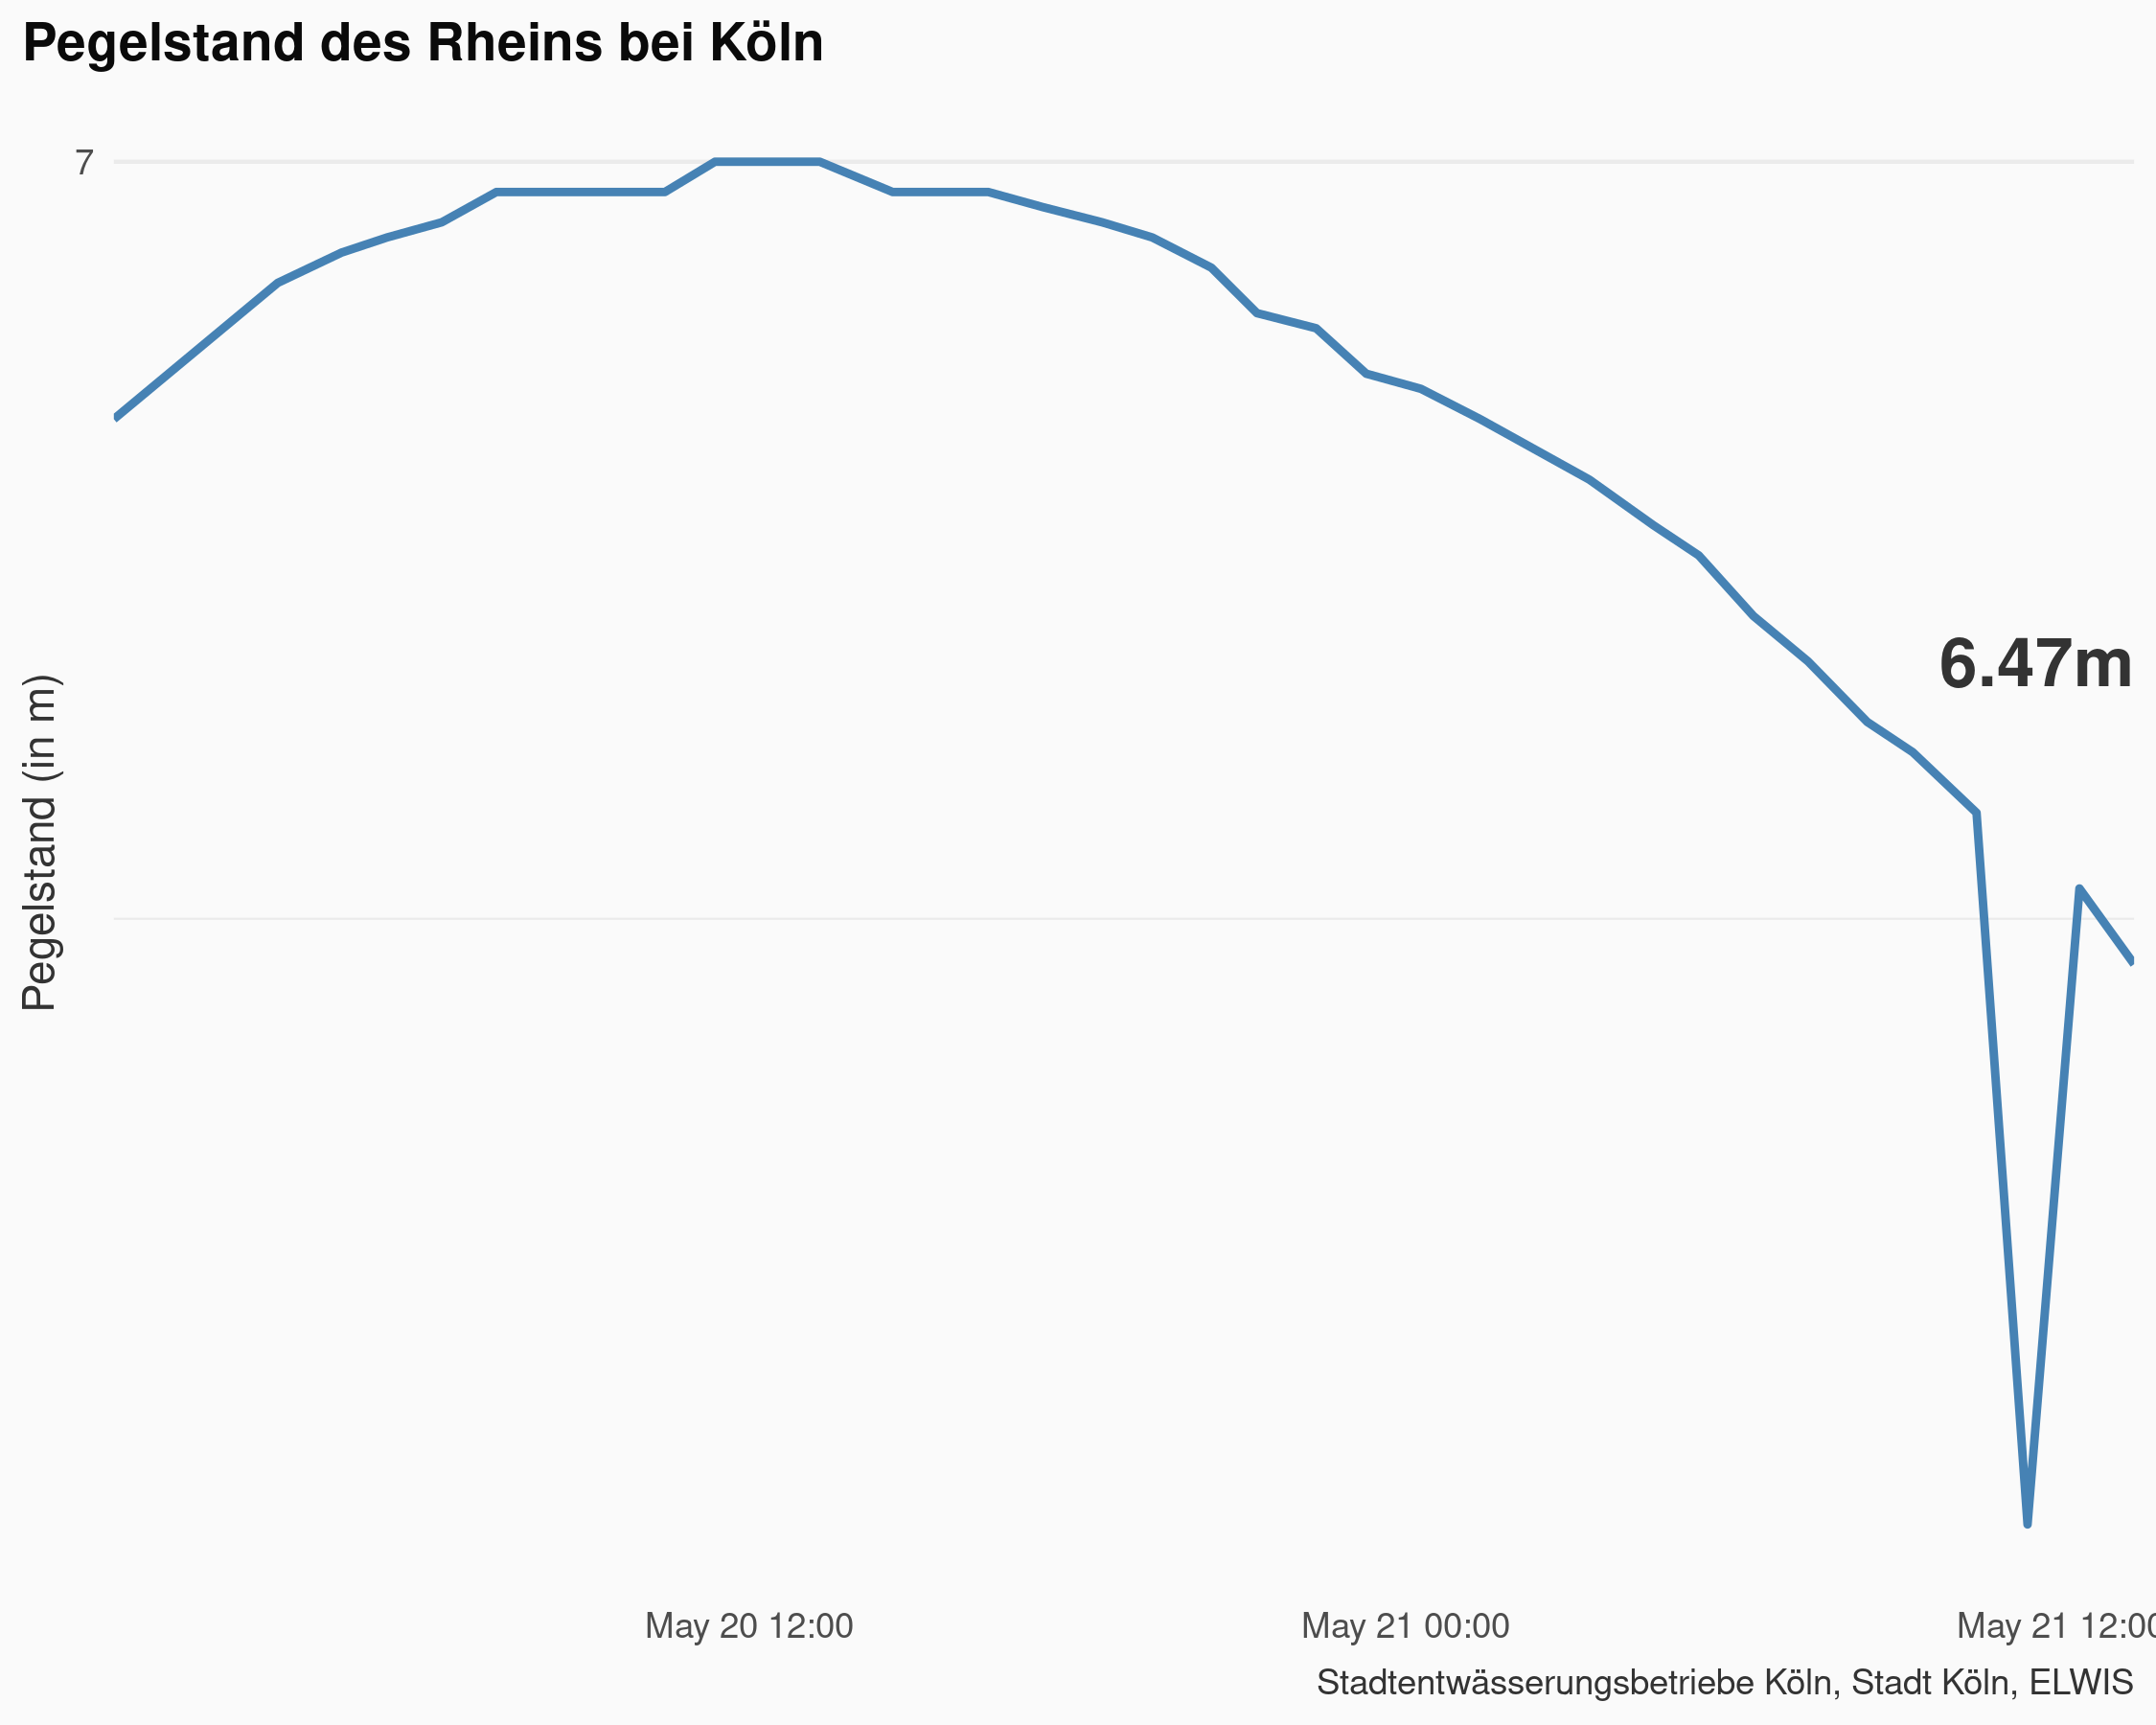 Pegelstand des Rheins bei Köln
7
Pegelstand (in m)
6.47m
May 20 12:00
May 21 00:00
May 21 12:00
Stadtentwässerungsbetriebe Köln, Stadt Köln, ELWIS